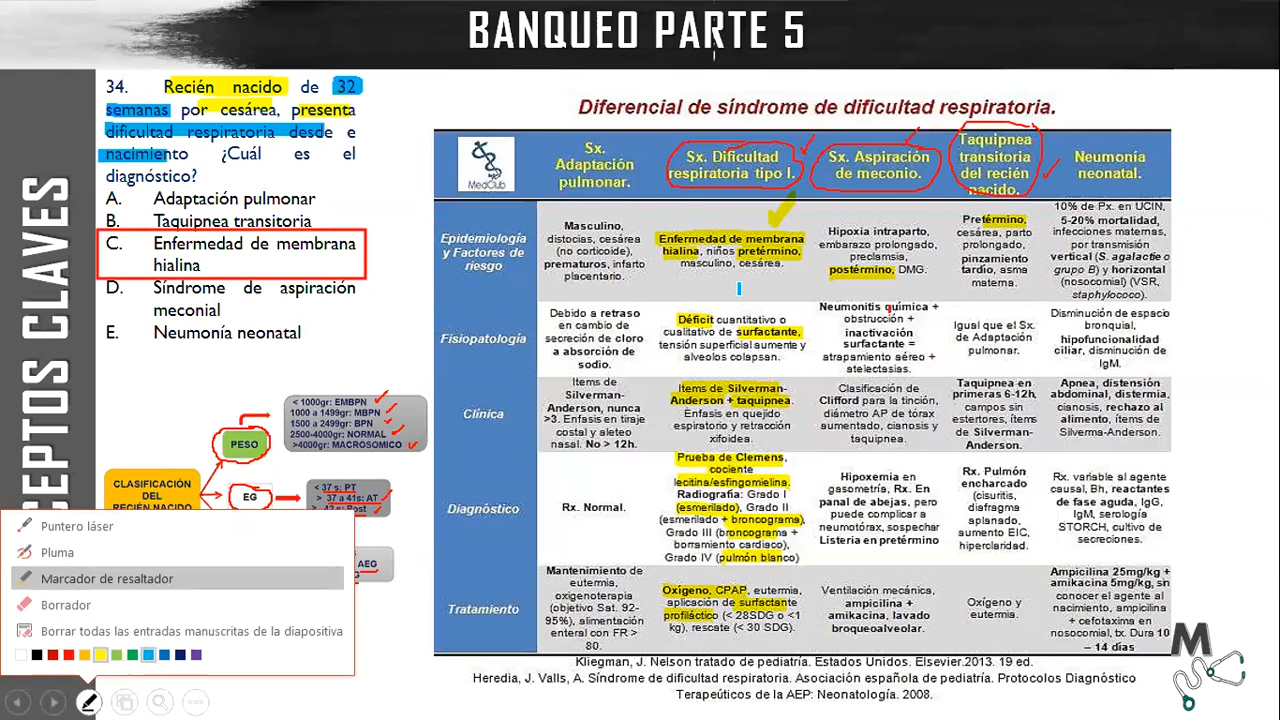 BANQUEO PARTE 5
CEPTOS CLAVES
34. Recién nacido de 32
semanas por cesárea, presenta
dificultad respiratoria desde e
nacimiento ¿Cuál es el
diagnóstico?
A. Adaptación pulmonar
B. Taquipnea transitoria
C. Enfermedad de membrana
hialina
D. Síndrome de aspiración
meconial
E. Neumonía neonatal
CLASIFICACIÓN
DEL
RECIÉN NACIDO
PESO
< 1000gr: EMBPN
1000 a 1499gr: MBPN
1500 a 2499gr: BPN
2500-4000gr: NORMAL
>4000gr: MACROSOMICO
EG
< 37 s: PT
> 37 a 41s: AT
> 42 s: Post
AEG
G
Puntero láser
Pluma
Marcador de resaltador
Borrador
Borrar todas las entradas manuscritas de la diapositiva
Diferencial de síndrome de dificultad respiratoria.
MedClub
Sx.
Adaptación
pulmonar.
Sx. Dificultad
respiratoria tipo I.
Sx. Aspiración
de meconio.
Taquipnea
transitoria
del recién
nacido.
Neumonía
neonatal.
Epidemiología
y Factores de
riesgo
Masculino,
distocias, cesárea
(no corticoide),
prematuros, infarto
placentario.
Enfermedad de membrana
hialina, niños pretérmino,
masculino, cesárea.
Hipoxia intraparto,
embarazo prolongado,
preclamsia,
postérmino, DMG.
Pretérmino,
cesárea, parto
prolongado,
pinzamiento
tardío, asma
materna.
10% de Px. en UCIN,
5-20% mortalidad,
infecciones maternas,
por transmisión
vertical (S. agalactie o
grupo B) y horizontal
(nosocomial) (VSR,
staphylococo).
Fisiopatología
Debido a retraso
en cambio de
secreción de cloro
a absorción de
sodio.
Déficit cuantitativo o
cualitativo de surfactante,
tensión superficial aumente y
alveolos colapsan.
Neumonitis química +
obstrucción +
inactivación
surfactante =
atrapamiento aéreo +
atelectasias.
Igual que el Sx.
de Adaptación
pulmonar.
Disminución de espacio
bronquial,
hipofuncionalidad
ciliar, disminución de
IgM.
Clínica
Ítems de
Silverman-
Anderson, nunca
>3. Énfasis en tiraje
costal y aleteo
nasal. No > 12h.
Ítems de Silverman-
Anderson + taquipnea.
Énfasis en quejido
espiratorio y retracción
xifoidea.
Clasificación de
Clifford para la tinción,
diámetro AP de tórax
aumentado, cianosis y
taquipnea.
Taquipnea en
primeras 6-12h,
campos sin
estertores, ítems de
Silverman-
Anderson.
Apnea, distensión
abdominal, distermia.
cianosis, rechazo al
alimento, ítems de
Silverma-Anderson.
Diagnóstico
Rx. Normal.
Prueba de Clemens,
cociente
lecitina/esfingomielina.
Radiografía: Grado I
(esmerilado), Grado II
(esmerilado + broncograma),
Grado III (broncograma +
borramiento cardiaco),
Grado IV (pulmón blanco)
Hipoxemia en
gasometría, Rx. En
panal de abejas, pero
puede complicar a
neumotórax, sospechar
Listeria en pretérmino
Rx. Pulmón
encharcado
(cisuritis,
diafragma
aplanado,
aumento EIC,
hiperclaridad.
Rx. variable al agente
causal, Bh, reactantes
de fase aguda, IgG,
IgM, serología
STORCH, cultivo de
secreciones.
Tratamiento
Mantenimiento de
eutermia,
oxigenoterapia
(objetivo Sat. 92-
95%), alimentación
enteral con FR >
80.
Oxígeno, CPAP, eutermia,
aplicación de surfactante
profiláctico (< 28SDG o <1
kg), rescate (< 30 SDG).
Ventilación mecánica,
ampicilina +
amikacina, lavado
broqueoalveolar.
Oxígeno y
eutermia.
Ampicilina 25mg/kg +
amikacina 5mg/kg, sin
conocer el agente al
nacimiento, ampicilina
+ cefotaxima en
nosocomial, tx. Dura 10
– 14 días
Kliegman, J. Nelson tratado de pediatría. Estados Unidos. Elsevier.2013. 19 ed.
Heredia, J. Valls, A. Síndrome de dificultad respiratoria. Asociación española de pediatría. Protocolos Diagnóstico
Terapeúticos de la AEP: Neonatología. 2008.
M